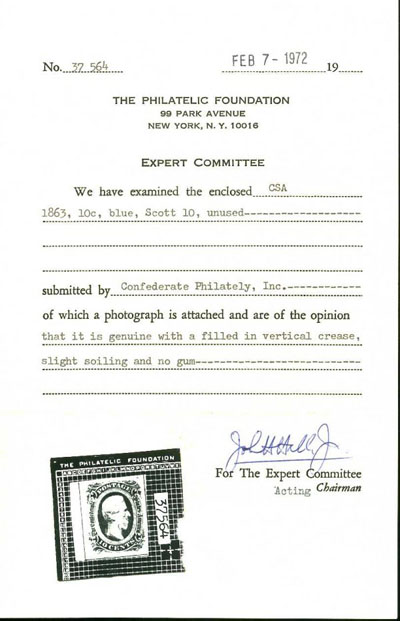 No. 37 564
FEB 7 - 1972 19
THE PHILATELIC FOUNDATION
99 PARK AVENUE
NEW YORK, N. Y. 10016
EXPERT COMMITTEE
We have examined the enclosed CSA
1863, 10c, blue, Scott 10, unused
submitted by Confederate Philately, Inc.
of which a photograph is attached and are of the opinion
that it is genuine with a filled in vertical crease,
slight soiling and no gum
For The Expert Committee
Acting Chairman
THE PHILATELIC FOUNDATION
POSTAGE
10 CENTS
37564